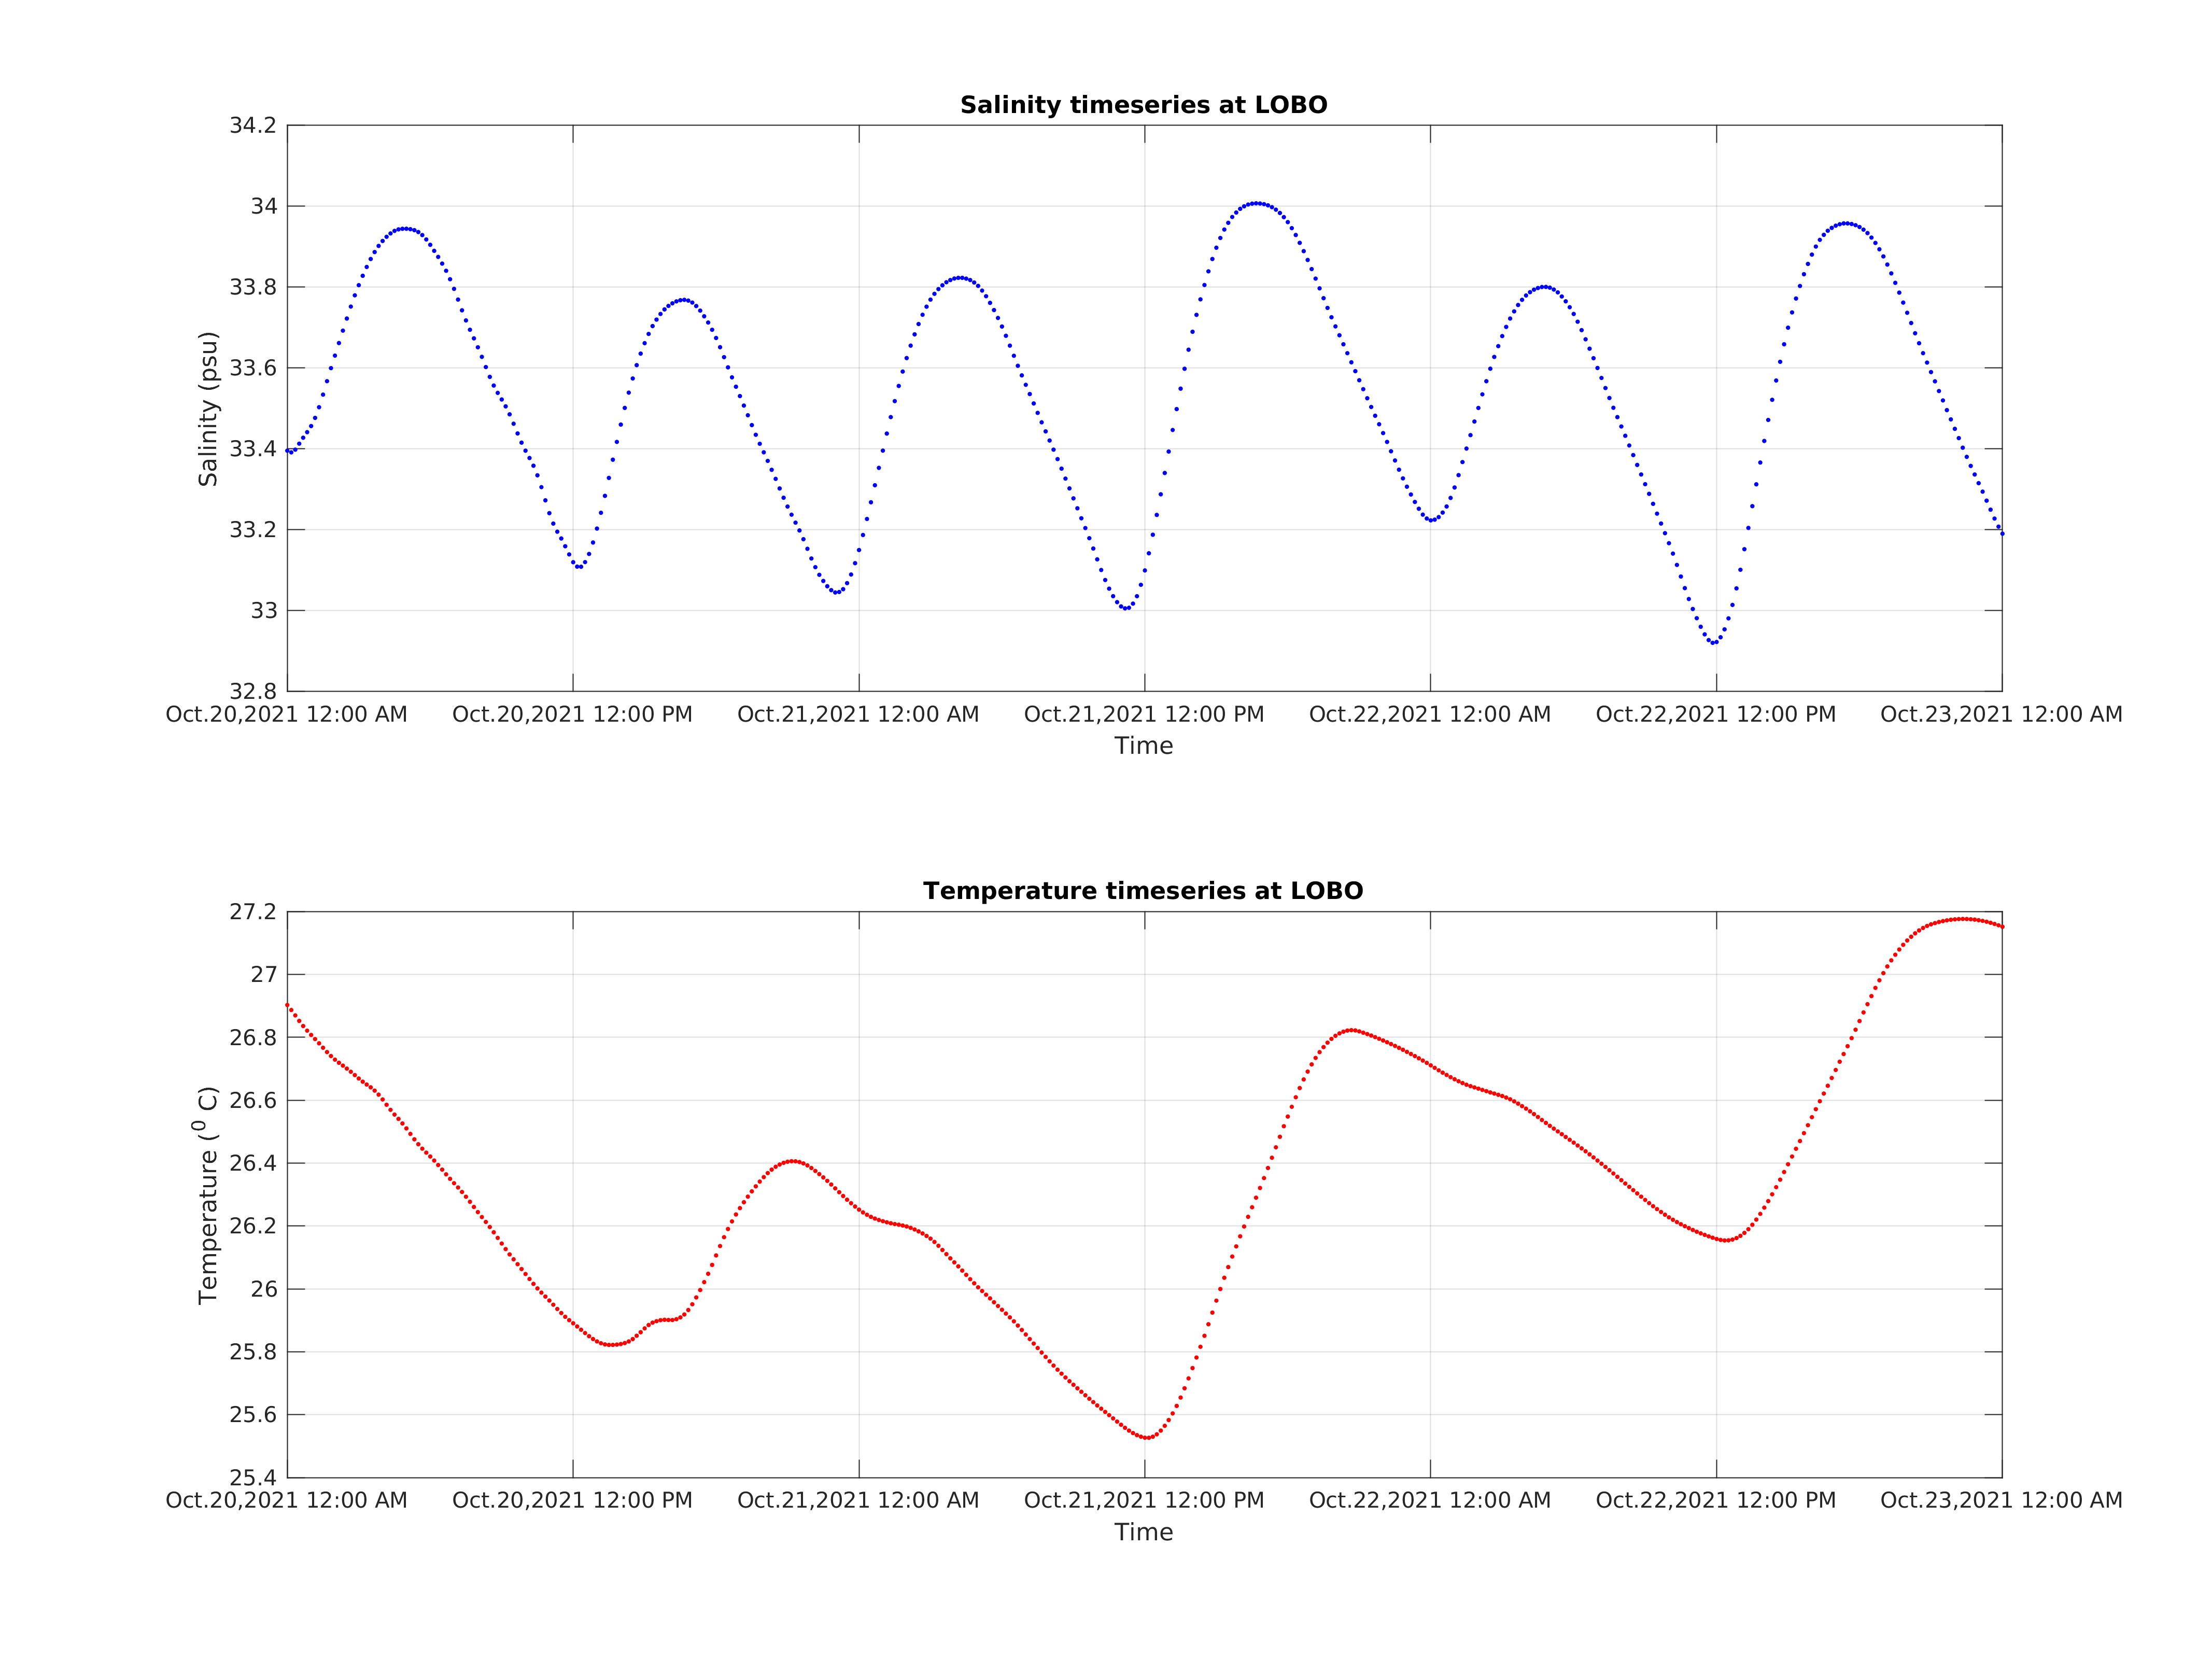 Salinity timeseries at LOBO
34.2
34
33.8
33.6
33.4
33.2
33
32.8
Salinity (psu)
Oct.20,2021 12:00 AM Oct.20,2021 12:00 PM Oct.21,2021 12:00 AM Oct.21,2021 12:00 PM Oct.22,2021 12:00 AM Oct.22,2021 12:00 PM Oct.23,2021 12:00 AM
Time
Temperature timeseries at LOBO
27.2
27
26.8
26.6
26.4
26.2
26
25.8
25.6
25.4
Temperature (⁰ C)
Oct.20,2021 12:00 AM Oct.20,2021 12:00 PM Oct.21,2021 12:00 AM Oct.21,2021 12:00 PM Oct.22,2021 12:00 AM Oct.22,2021 12:00 PM Oct.23,2021 12:00 AM
Time